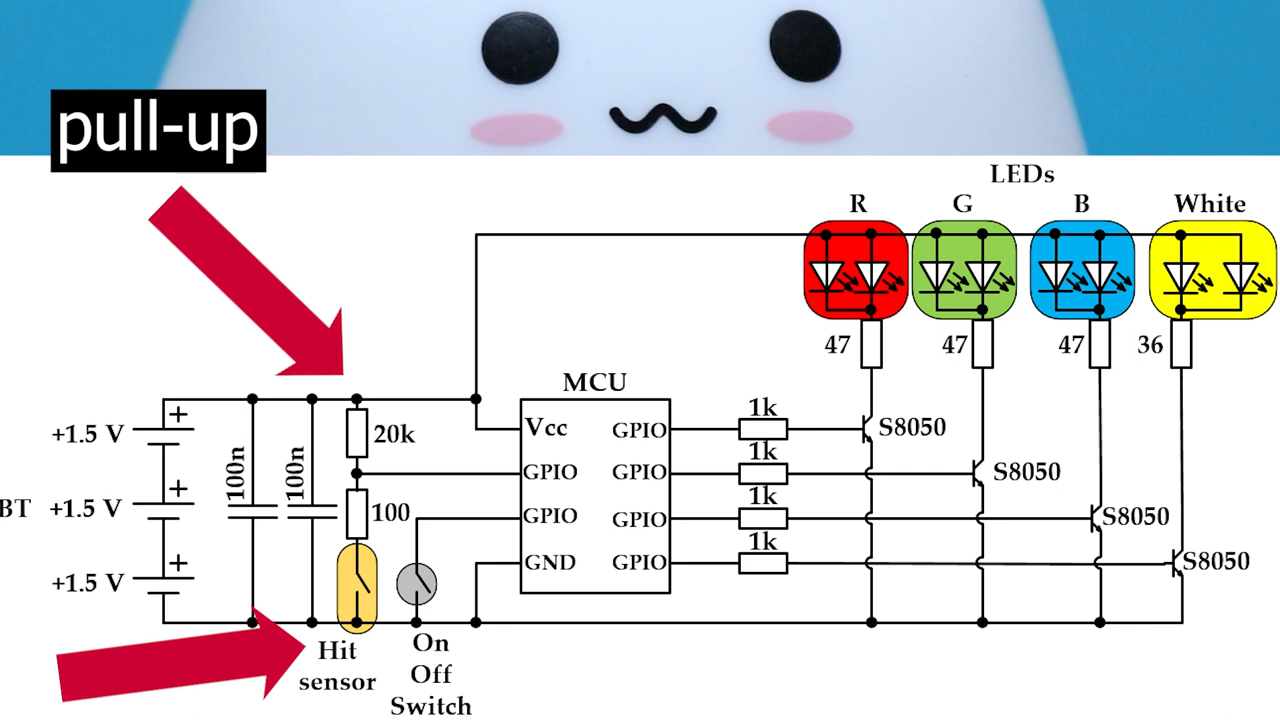 pull-up
LEDs
R G B White
47 47 47 36
MCU
+1.5 V 100n 100n 20k Vcc GPIO 1k S8050
GPIO GPIO 1k S8050
BT +1.5 V 100 GPIO GPIO 1k S8050
+1.5 V GND GPIO 1k S8050
Hit
sensor
On
Off
Switch